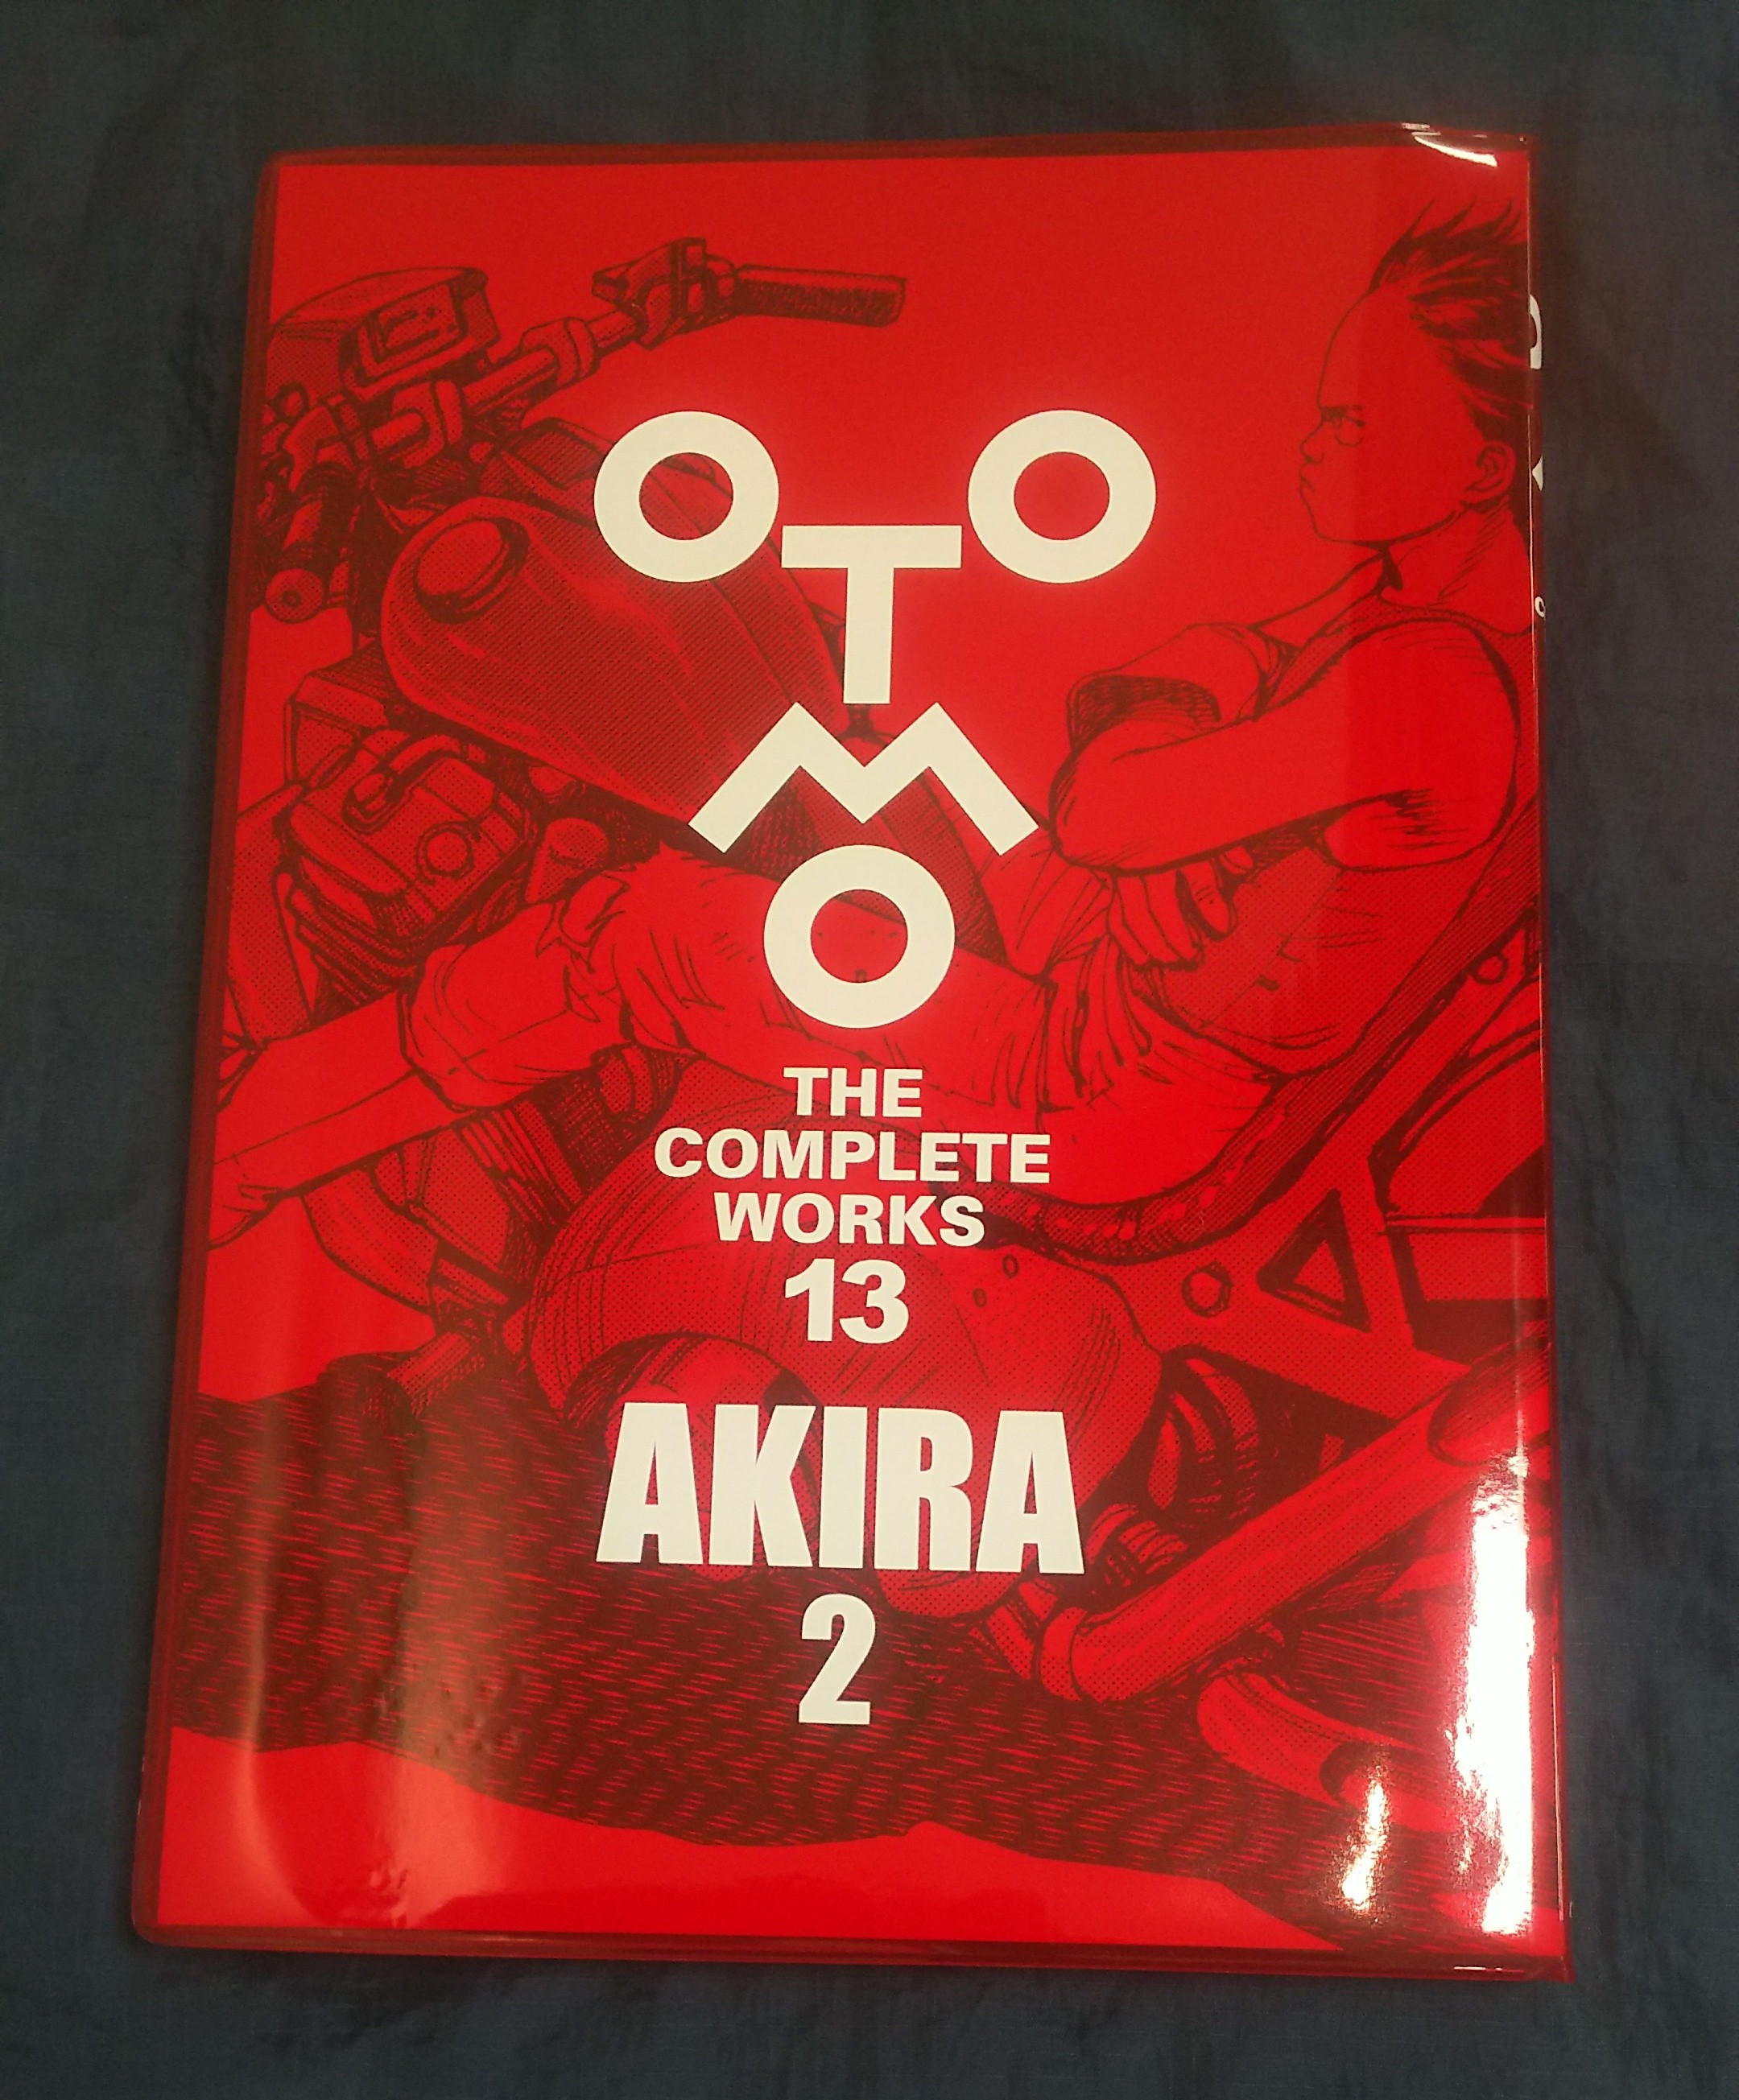 OTOMO
THE
COMPLETE
WORKS
13
AKIRA
2